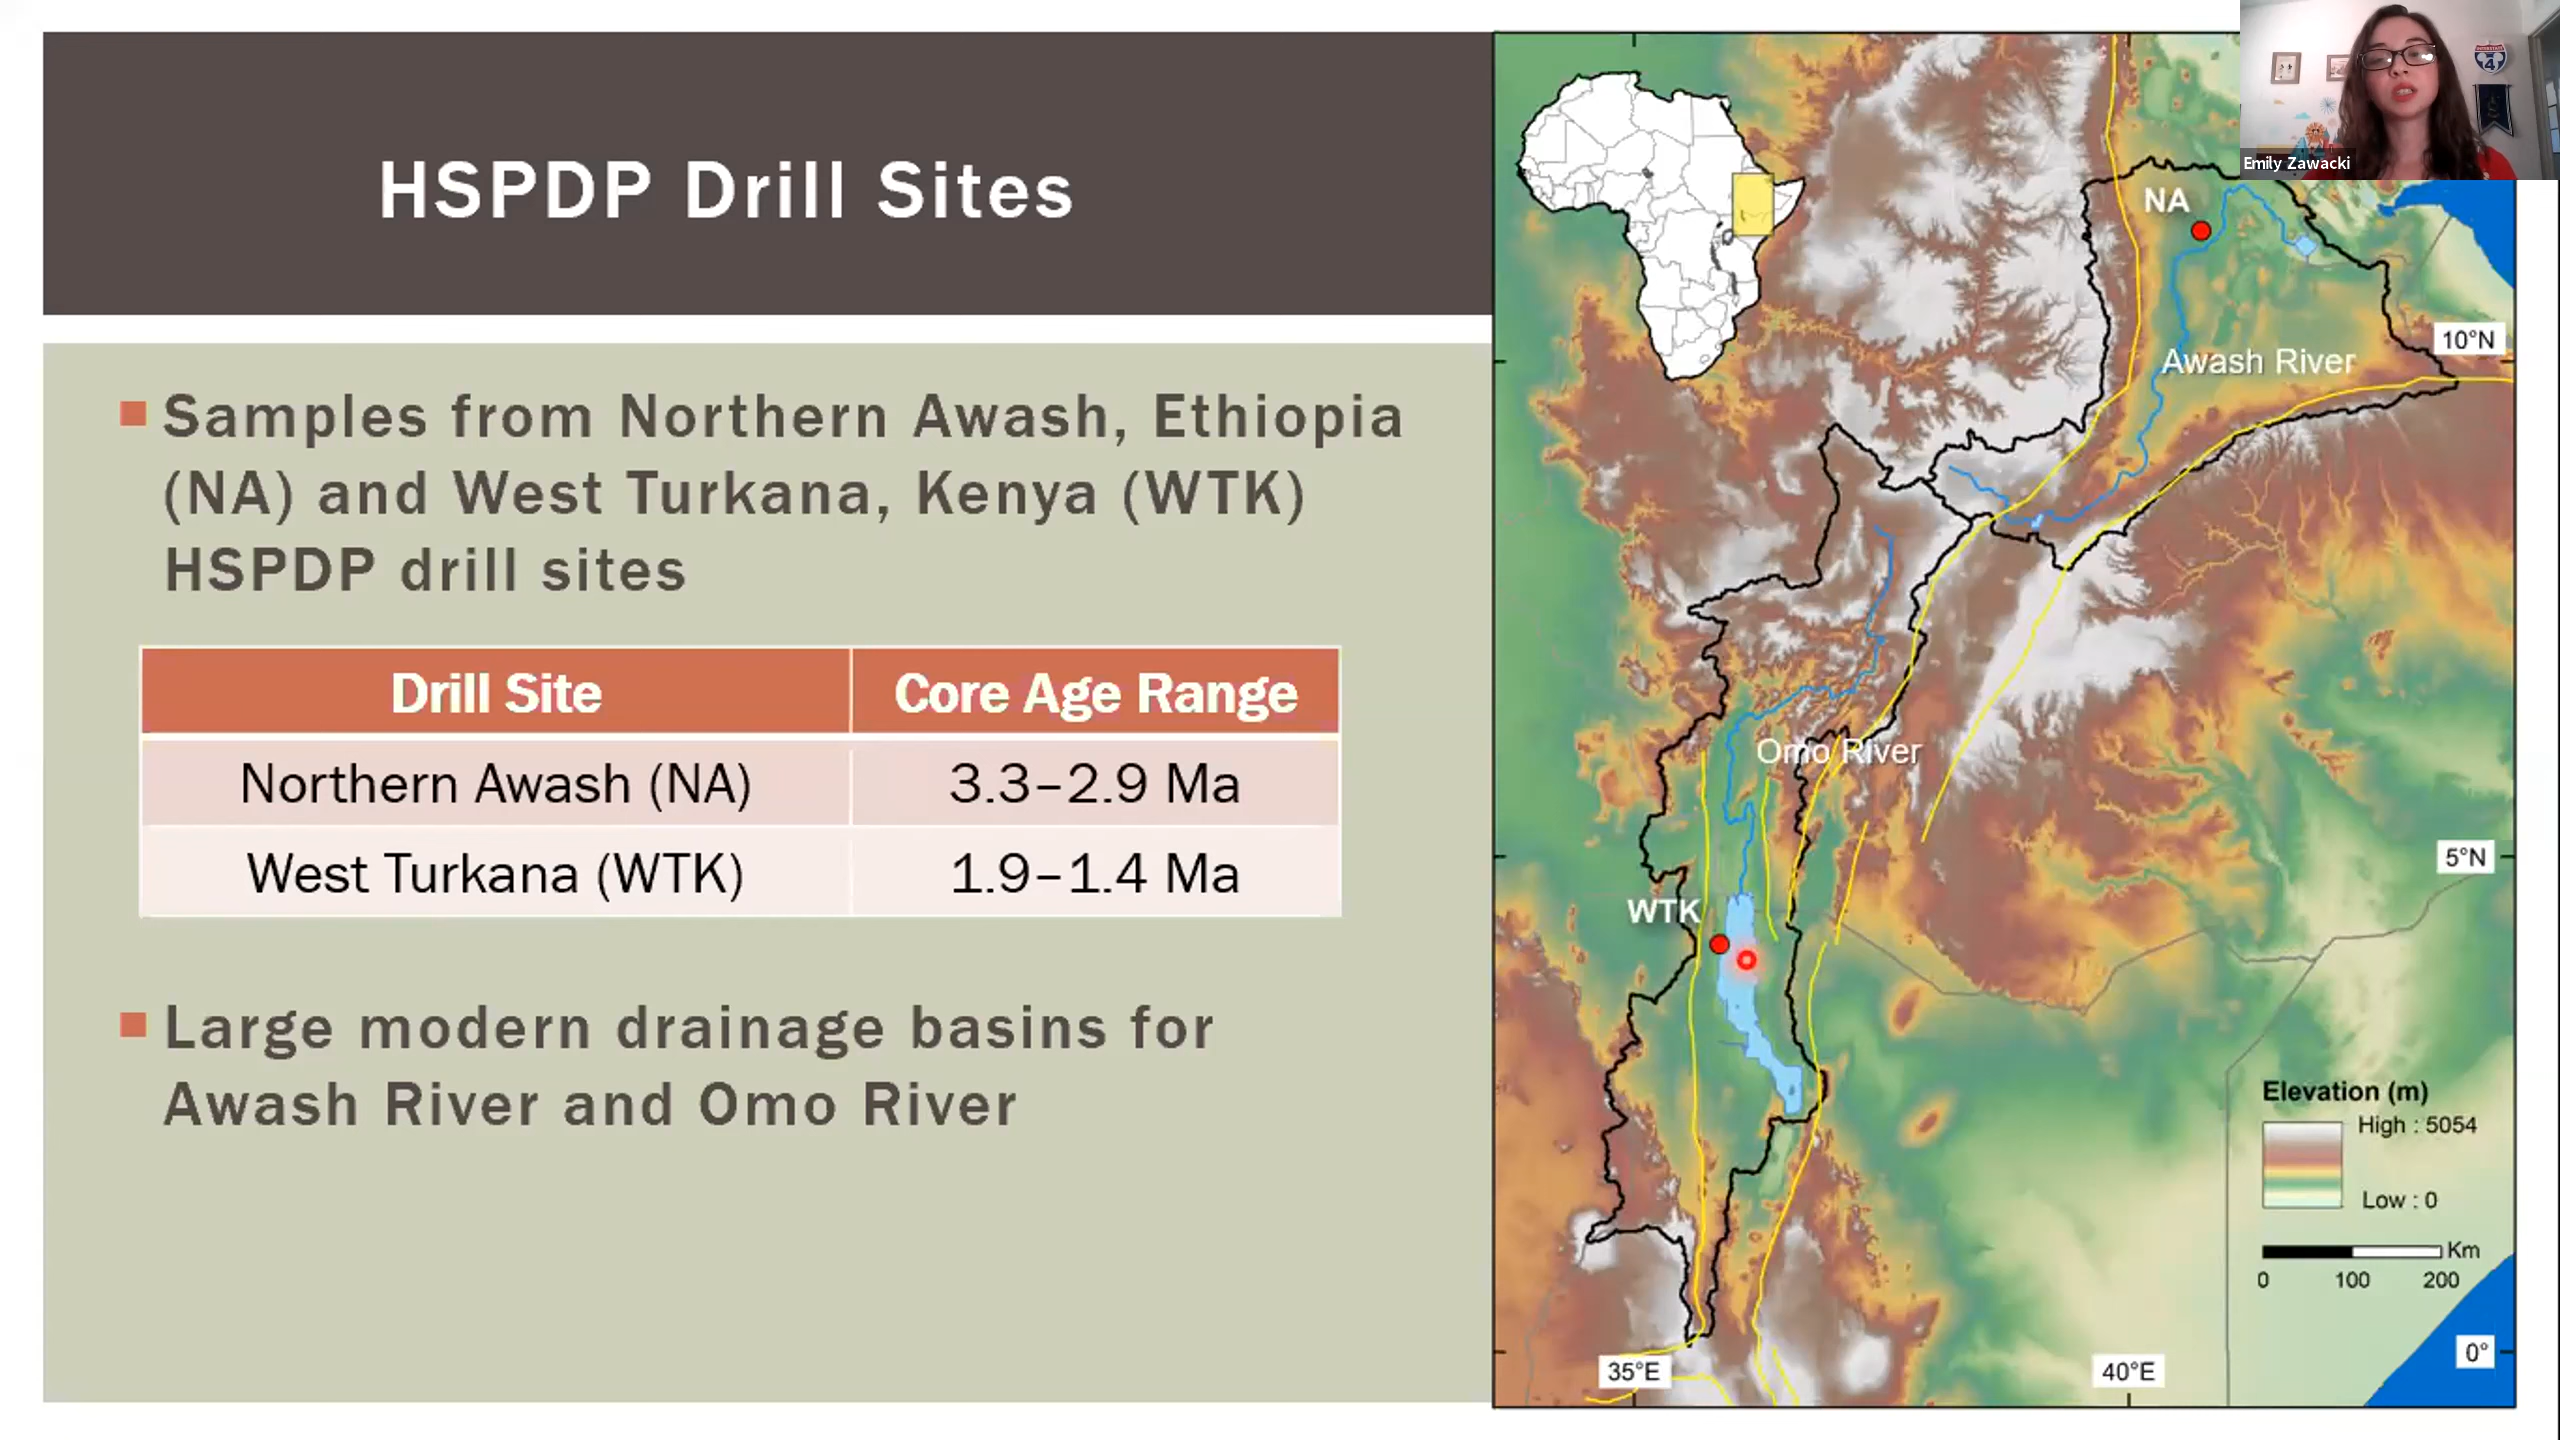 HSPDP Drill Sites
Samples from Northern Awash, Ethiopia
(NA) and West Turkana, Kenya (WTK)
HSPDP drill sites
Drill Site Core Age Range
Northern Awash (NA) 3.3–2.9 Ma
West Turkana (WTK) 1.9–1.4 Ma
Large modern drainage basins for
Awash River and Omo River
INTERSTATE
4
Emily Zawacki
NA
10°N
Awash River
Omo River
5°N
WTK
Elevation (m)
High : 5054
Low : 0
Km
0 100 200
0°
35°E 40°E